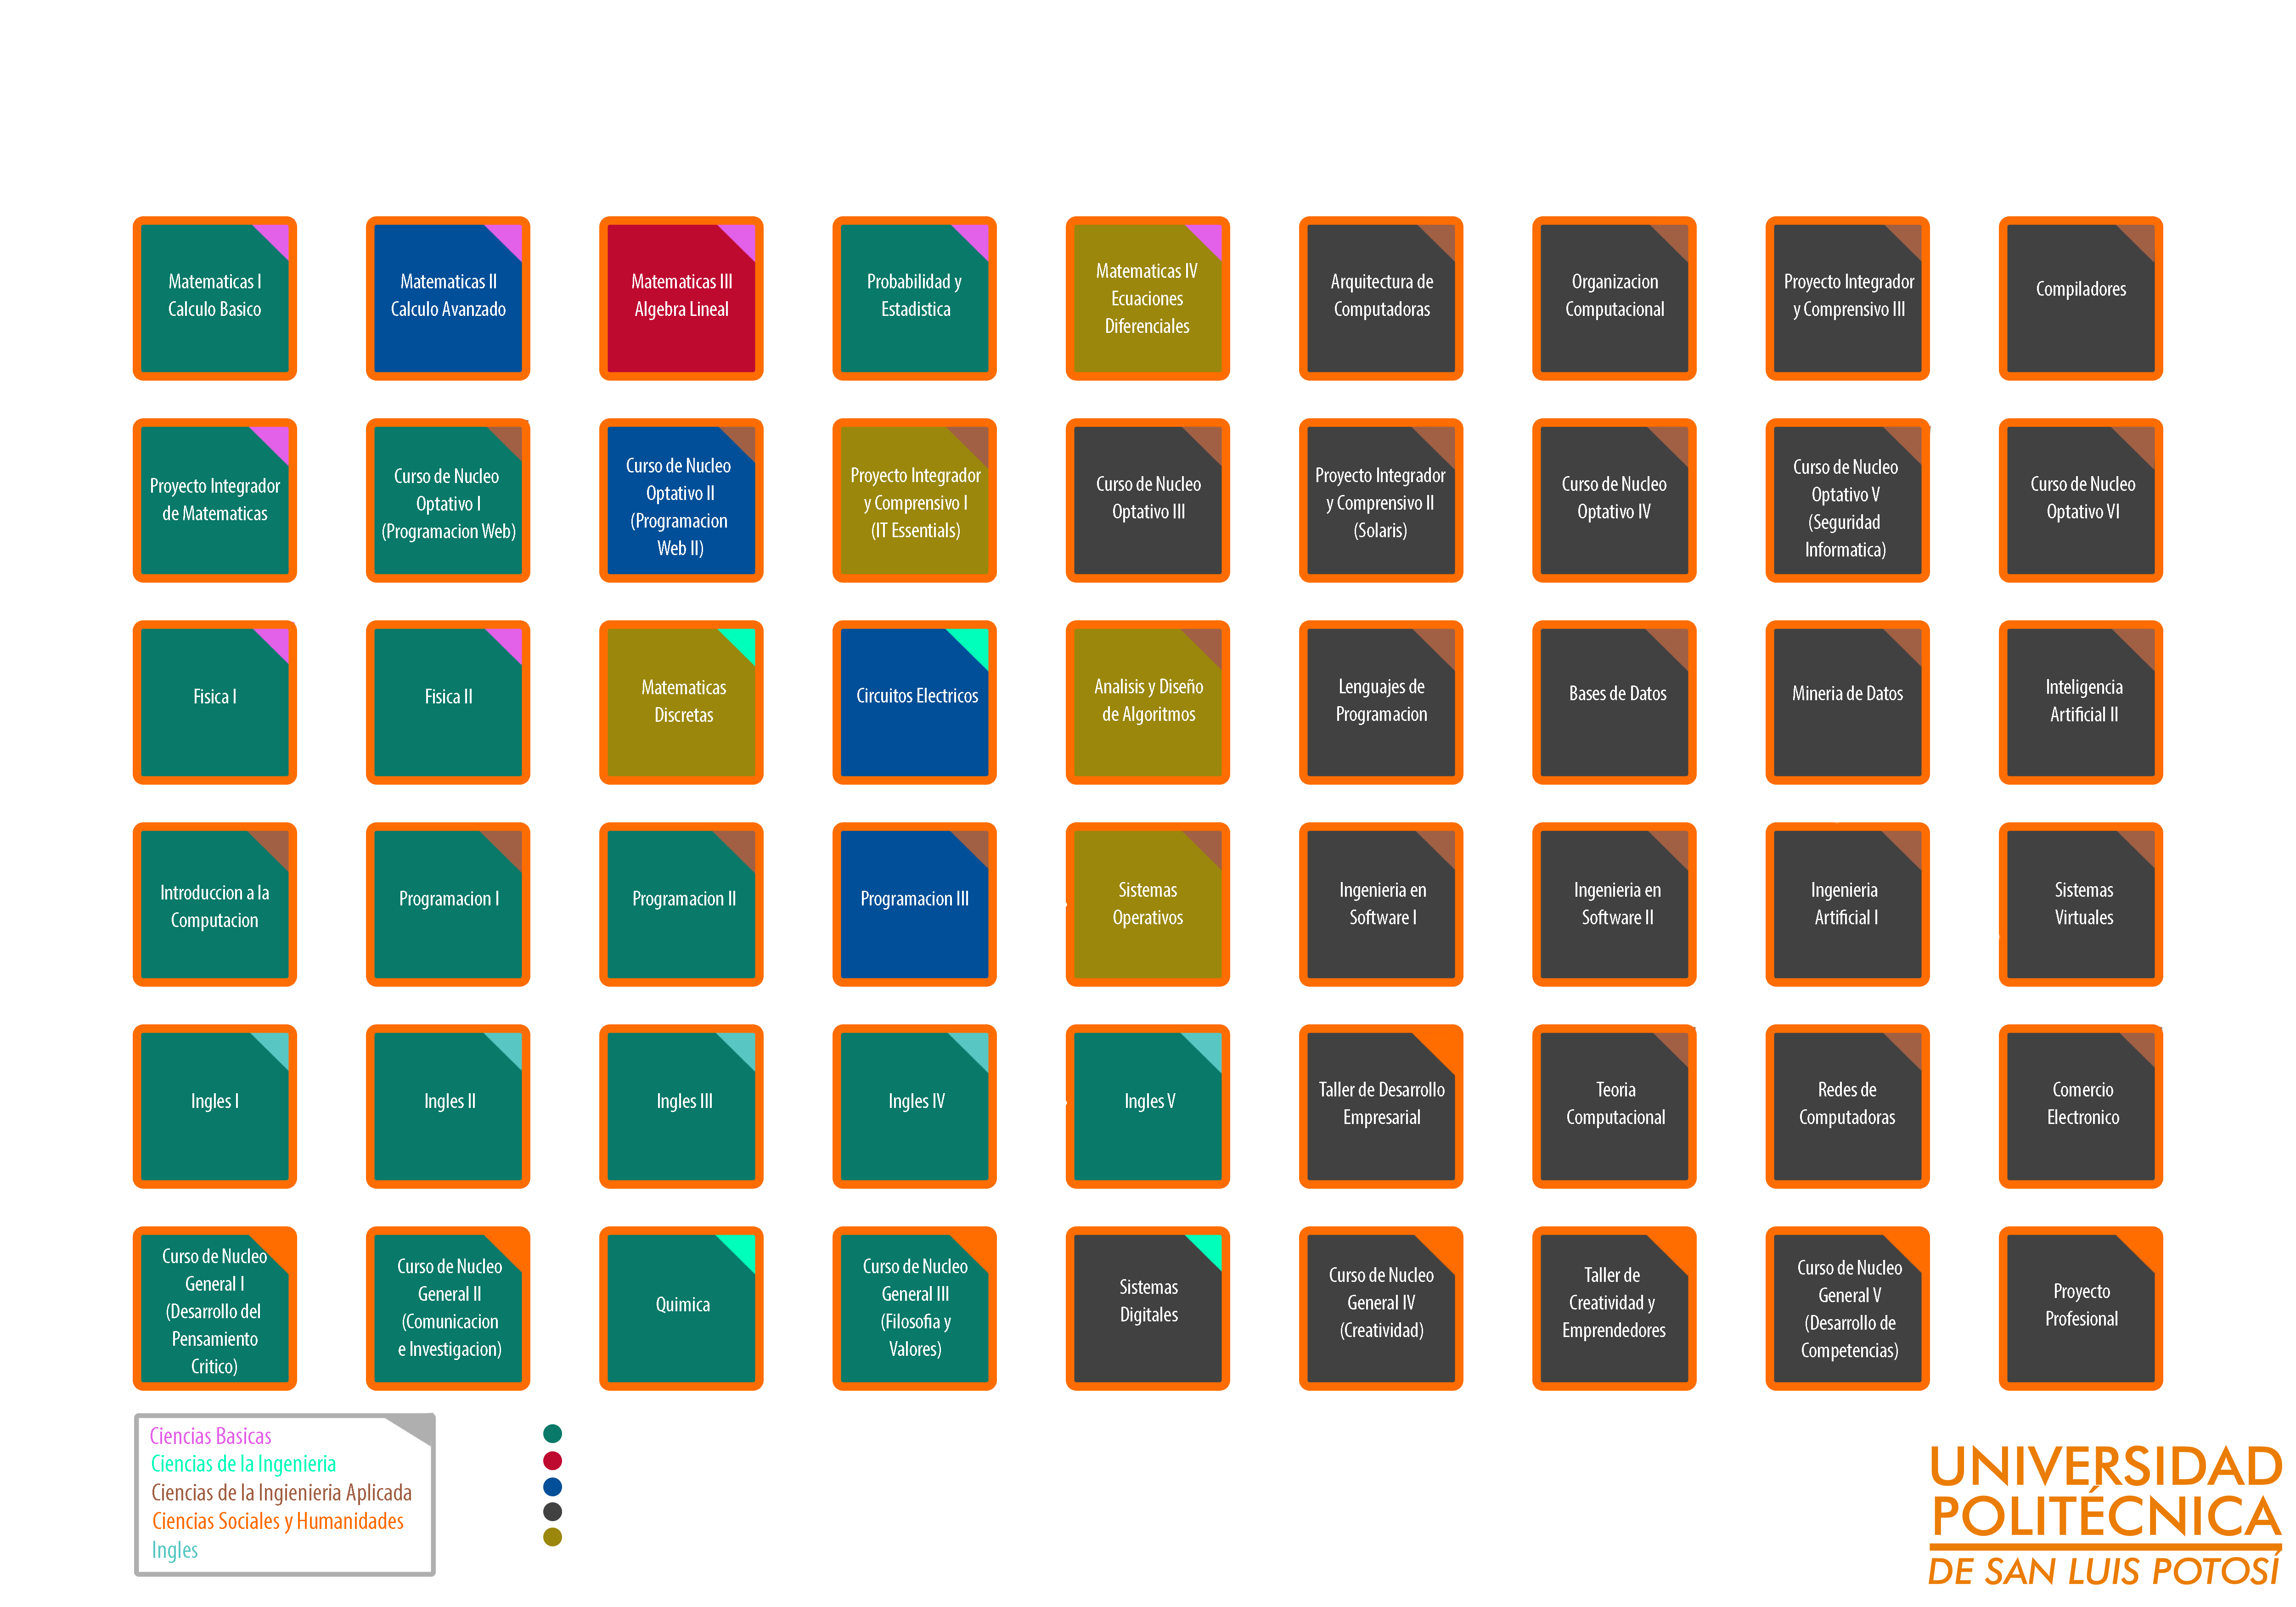 Matematicas I
Calculo Basico
Matematicas II
Calculo Avanzado
Matematicas III
Algebra Lineal
Probabilidad y
Estadistica
Matematicas IV
Ecuaciones
Diferenciales
Arquitectura de
Computadoras
Organizacion
Computacional
Proyecto Integrador
y Comprensivo III
Compiladores
Proyecto Integrador
de Matematicas
Curso de Nucleo
Optativo I
(Programacion Web)
Curso de Nucleo
Optativo II
(Programacion
Web II)
Proyecto Integrador
y Comprensivo I
(IT Essentials)
Curso de Nucleo
Optativo III
Proyecto Integrador
y Comprensivo II
(Solaris)
Curso de Nucleo
Optativo IV
Curso de Nucleo
Optativo V
(Seguridad
Informatica)
Curso de Nucleo
Optativo VI
Fisica I
Fisica II
Matematicas
Discretas
Circuitos Electricos
Analisis y Diseño
de Algoritmos
Lenguajes de
Programacion
Bases de Datos
Mineria de Datos
Inteligencia
Artificial II
Introduccion a la
Computacion
Programacion I
Programacion II
Programacion III
Sistemas
Operativos
Ingenieria en
Software I
Ingenieria en
Software II
Ingenieria
Artificial I
Sistemas
Virtuales
Ingles I
Ingles II
Ingles III
Ingles IV
Ingles V
Taller de Desarrollo
Empresarial
Teoria
Computacional
Redes de
Computadoras
Comercio
Electronico
Curso de Nucleo
General I
(Desarrollo del
Pensamiento
Critico)
Curso de Nucleo
General II
(Comunicacion
e Investigacion)
Quimica
Curso de Nucleo
General III
(Filosofia y
Valores)
Sistemas
Digitales
Curso de Nucleo
General IV
(Creatividad)
Taller de
Creatividad y
Emprendedores
Curso de Nucleo
General V
(Desarrollo de
Competencias)
Proyecto
Profesional
Ciencias Basicas
Ciencias de la Ingenieria
Ciencias de la Ingienieria Aplicada
Ciencias Sociales y Humanidades
Ingles
UNIVERSIDAD
POLITÉCNICA
DE SAN LUIS POTOSÍ